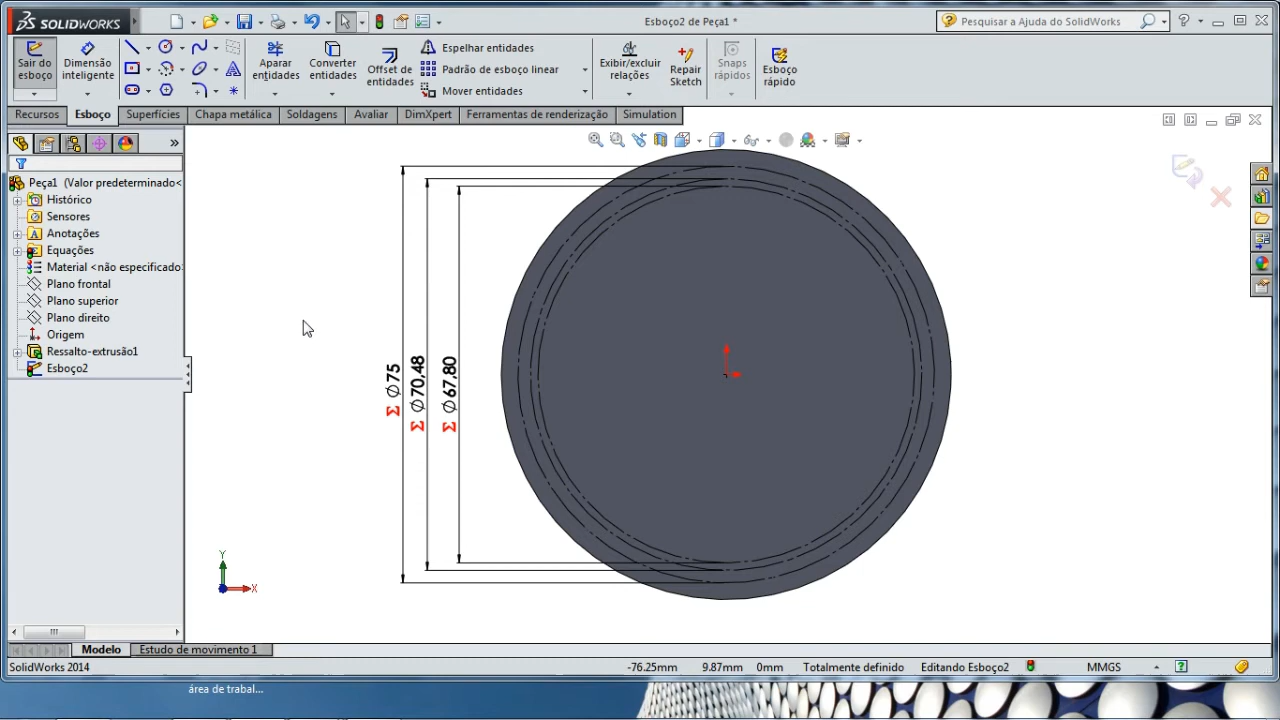 SOLIDWORKS
Esboço2 de Peça1 *
Pesquisar a Ajuda do SolidWorks
Sair do esboço
Dimensão inteligente
Aparar entidades
Converter entidades
Offset de entidades
Espelhar entidades
Padrão de esboço linear
Mover entidades
Exibir/excluir relações
Repair Sketch
Snaps rápidos
Esboço rápido
Recursos
Esboço
Superfícies
Chapa metálica
Soldagens
Avaliar
DimXpert
Ferramentas de renderização
Simulation
Peça1 (Valor predeterminado<
Histórico
Sensores
Anotações
Equações
Material <não especificado>
Plano frontal
Plano superior
Plano direito
Origem
Ressalto-extrusão1
Esboço2
Σ ∅75
Σ ∅70,48
Σ ∅67,80
Y
X
Modelo
Estudo de movimento 1
SolidWorks 2014
-76.25mm
9.87mm
0mm
Totalmente definido
Editando Esboço2
MMGS
área de trabal...